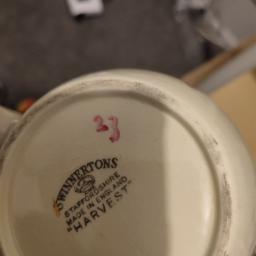 23
SWINNERTONS
STAFFORDSHIRE
MADE IN ENGLAND
"HARVEST"